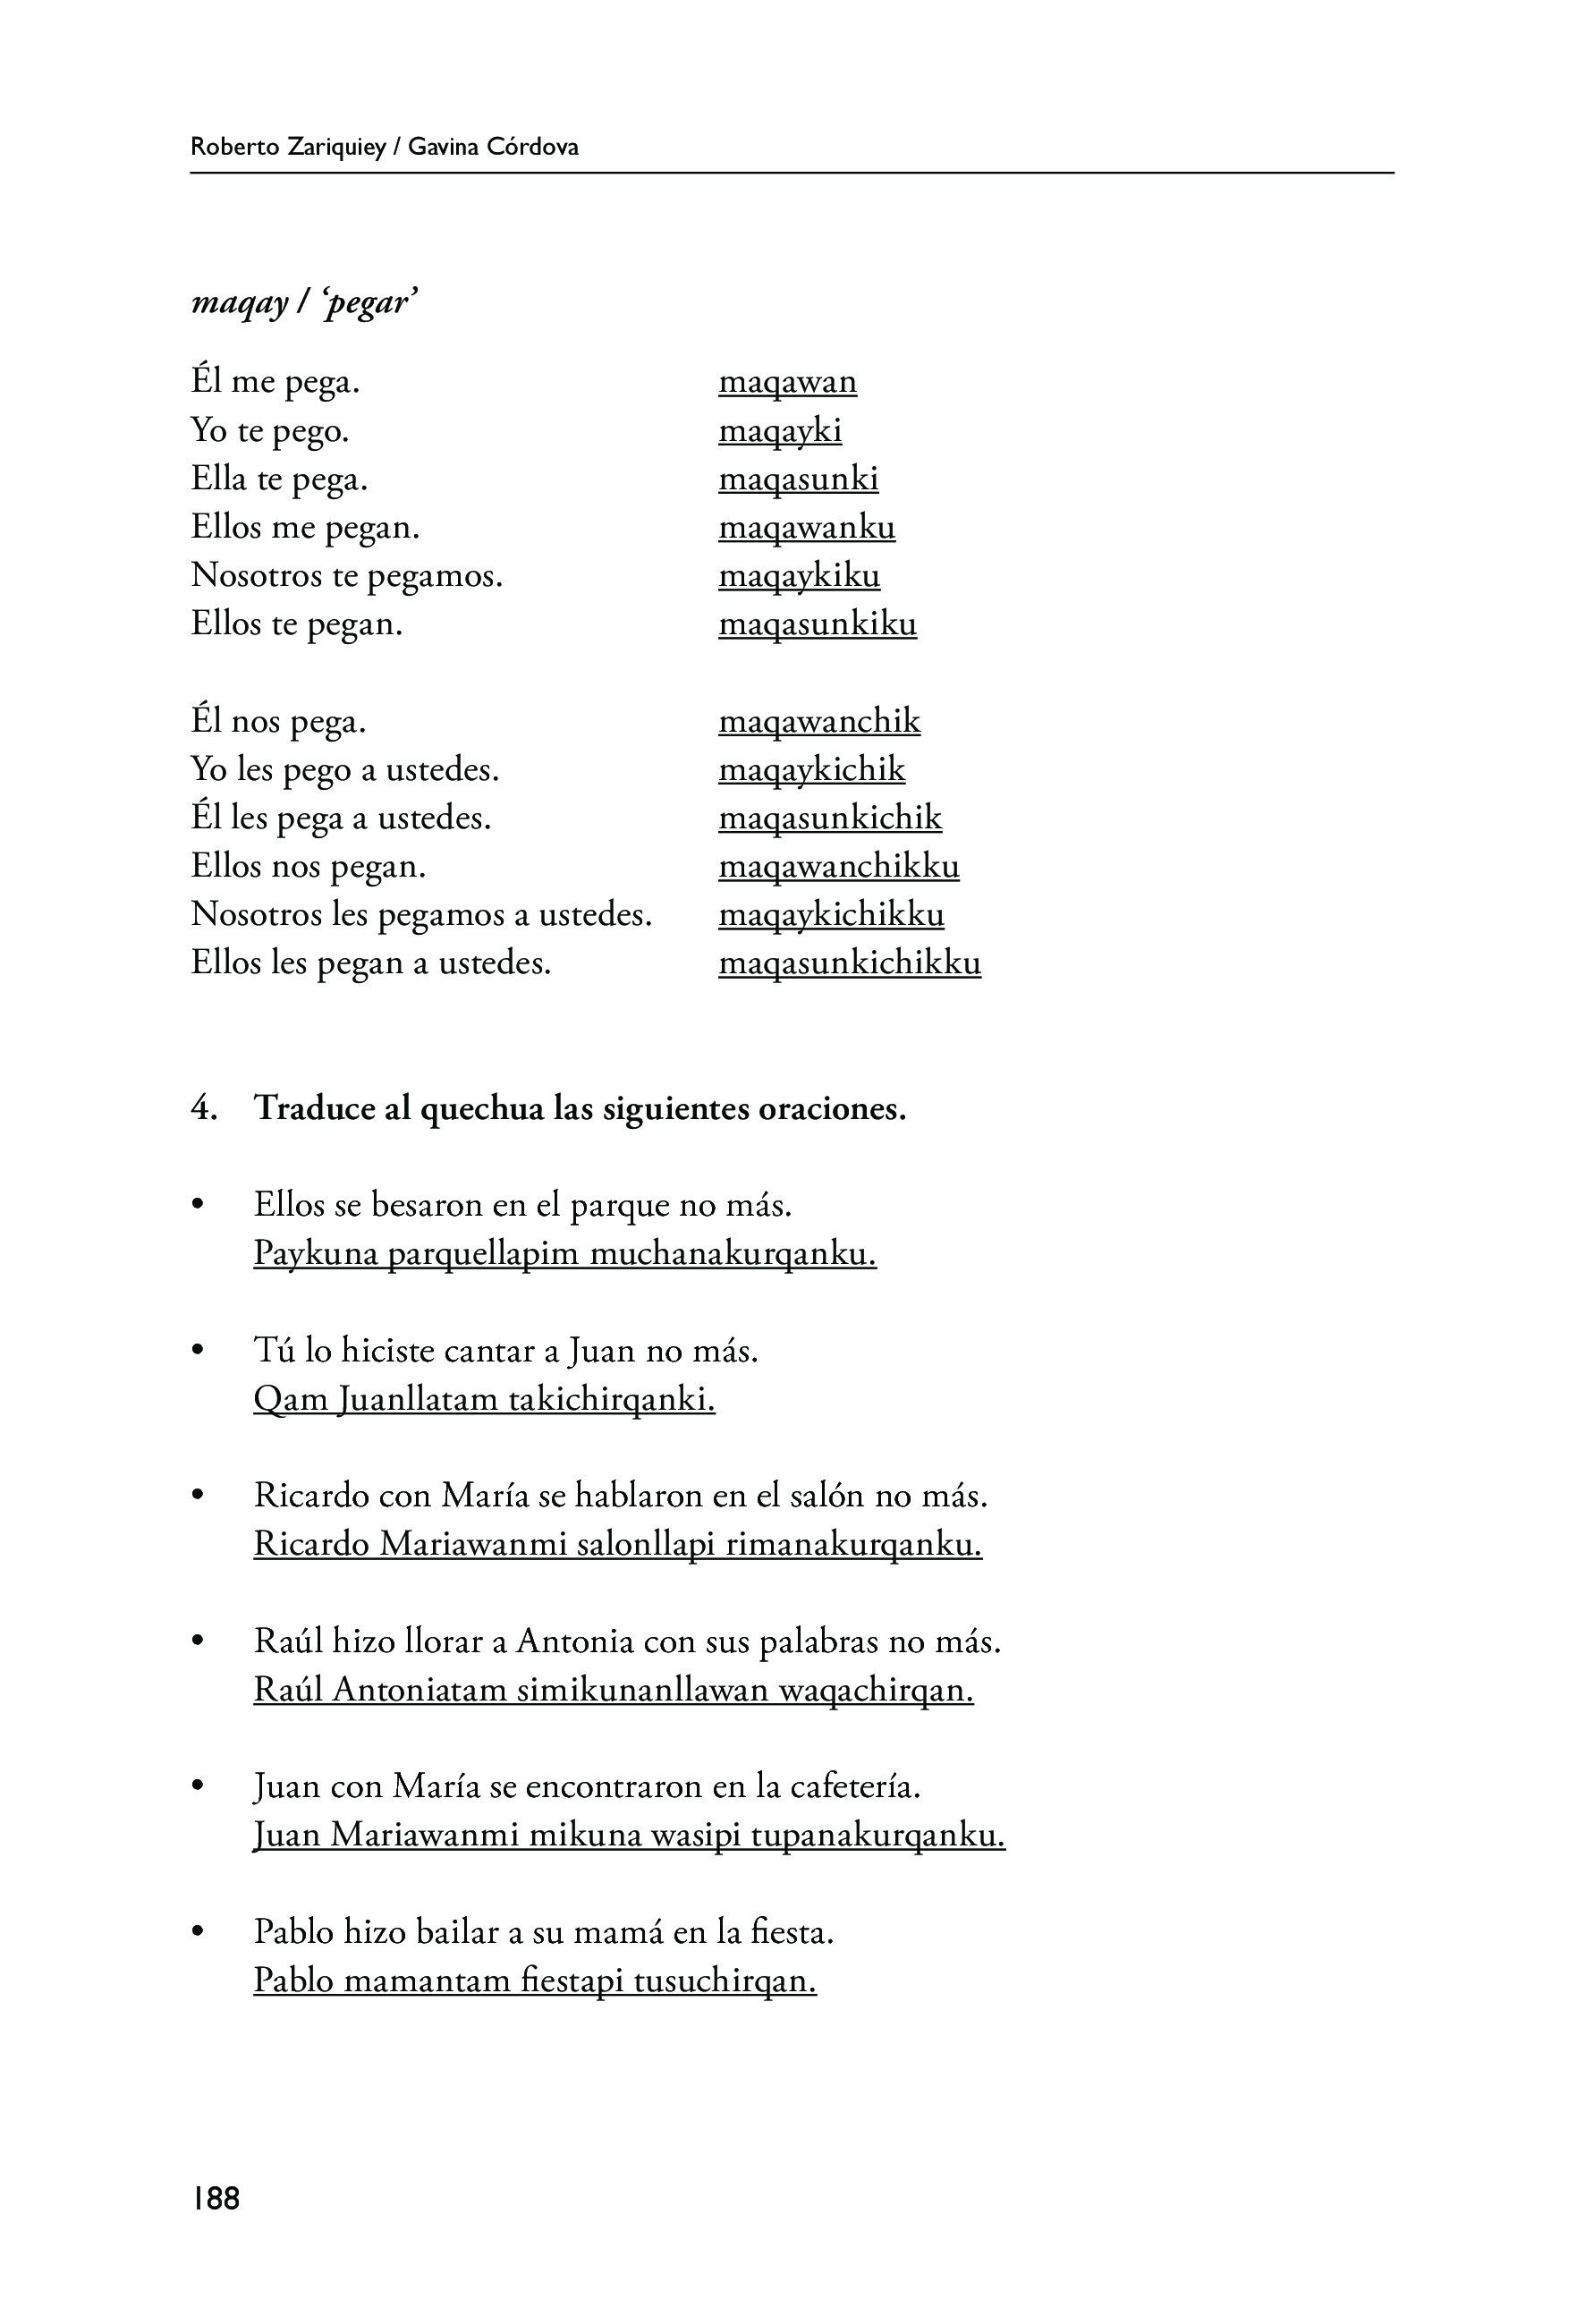 Roberto Zariquiey / Gavina Córdova
maqay / ‘pegar’
Él me pega. maqawan
Yo te pego. maqayki
Ella te pega. maqasunki
Ellos me pegan. maqawanku
Nosotros te pegamos. maqaykiku
Ellos te pegan. maqasunkiku
Él nos pega. maqawanchik
Yo les pego a ustedes. maqaykichik
Él les pega a ustedes. maqasunkichik
Ellos nos pegan. maqawanchikku
Nosotros les pegamos a ustedes. maqaykichikku
Ellos les pegan a ustedes. maqasunkichikku
4. Traduce al quechua las siguientes oraciones.
• Ellos se besaron en el parque no más.
Paykuna parquellapim muchanakurqanku.
• Tú lo hiciste cantar a Juan no más.
Qam Juanllatam takichirqanki.
• Ricardo con María se hablaron en el salón no más.
Ricardo Mariawanmi salonllapi rimanakurqanku.
• Raúl hizo llorar a Antonia con sus palabras no más.
Raúl Antoniatam simikunanllawan waqachirqan.
• Juan con María se encontraron en la cafetería.
Juan Mariawanmi mikuna wasipi tupanakurqanku.
• Pablo hizo bailar a su mamá en la fiesta.
Pablo mamantam fiestapi tusuchirqan.
188